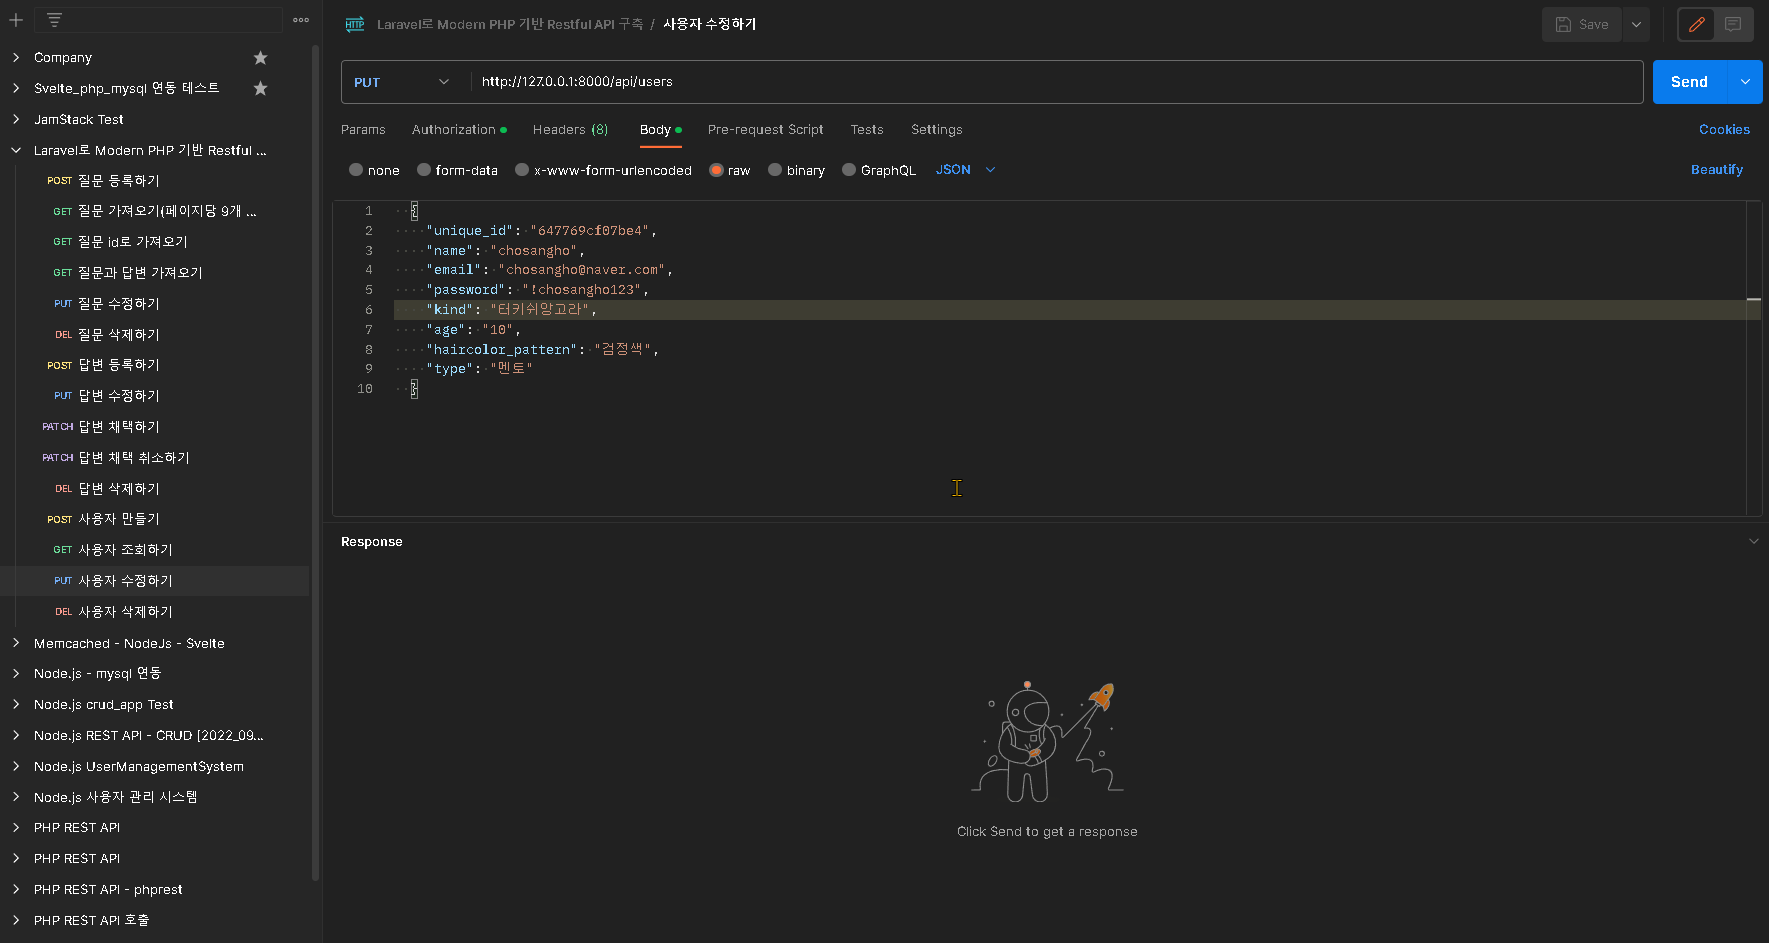 Company
Svelte_php_mysql 연동 테스트
JamStack Test
Laravel로 Modern PHP 기반 Restful ...
POST 질문 등록하기
GET 질문 가져오기(페이지당 9개 ...
GET 질문 id로 가져오기
GET 질문과 답변 가져오기
PUT 질문 수정하기
DEL 질문 삭제하기
POST 답변 등록하기
PUT 답변 수정하기
PATCH 답변 채택하기
PATCH 답변 채택 취소하기
DEL 답변 삭제하기
POST 사용자 만들기
GET 사용자 조회하기
PUT 사용자 수정하기
DEL 사용자 삭제하기
Memcached - NodeJs - Svelte
Node.js - mysql 연동
Node.js crud_app Test
Node.js REST API - CRUD [2022_09...
Node.js UserManagementSystem
Node.js 사용자 관리 시스템
PHP REST API
PHP REST API
PHP REST API - phprest
PHP REST API 호출
HTTP Laravel로 Modern PHP 기반 Restful API 구축 / 사용자 수정하기
Save
PUT http://127.0.0.1:8000/api/users
Send
Params Authorization Headers (8) Body Pre-request Script Tests Settings Cookies
none form-data x-www-form-urlencoded raw binary GraphQL JSON Beautify
1 {
2 "unique_id": "647769cf07be4",
3 "name": "chosangho",
4 "email": "chosangho@naver.com",
5 "password": "!chosangho123",
6 "kind": "터키쉬앙고라",
7 "age": "10",
8 "haircolor_pattern": "검정색",
9 "type": "멘토"
10 }
Response
Click Send to get a response